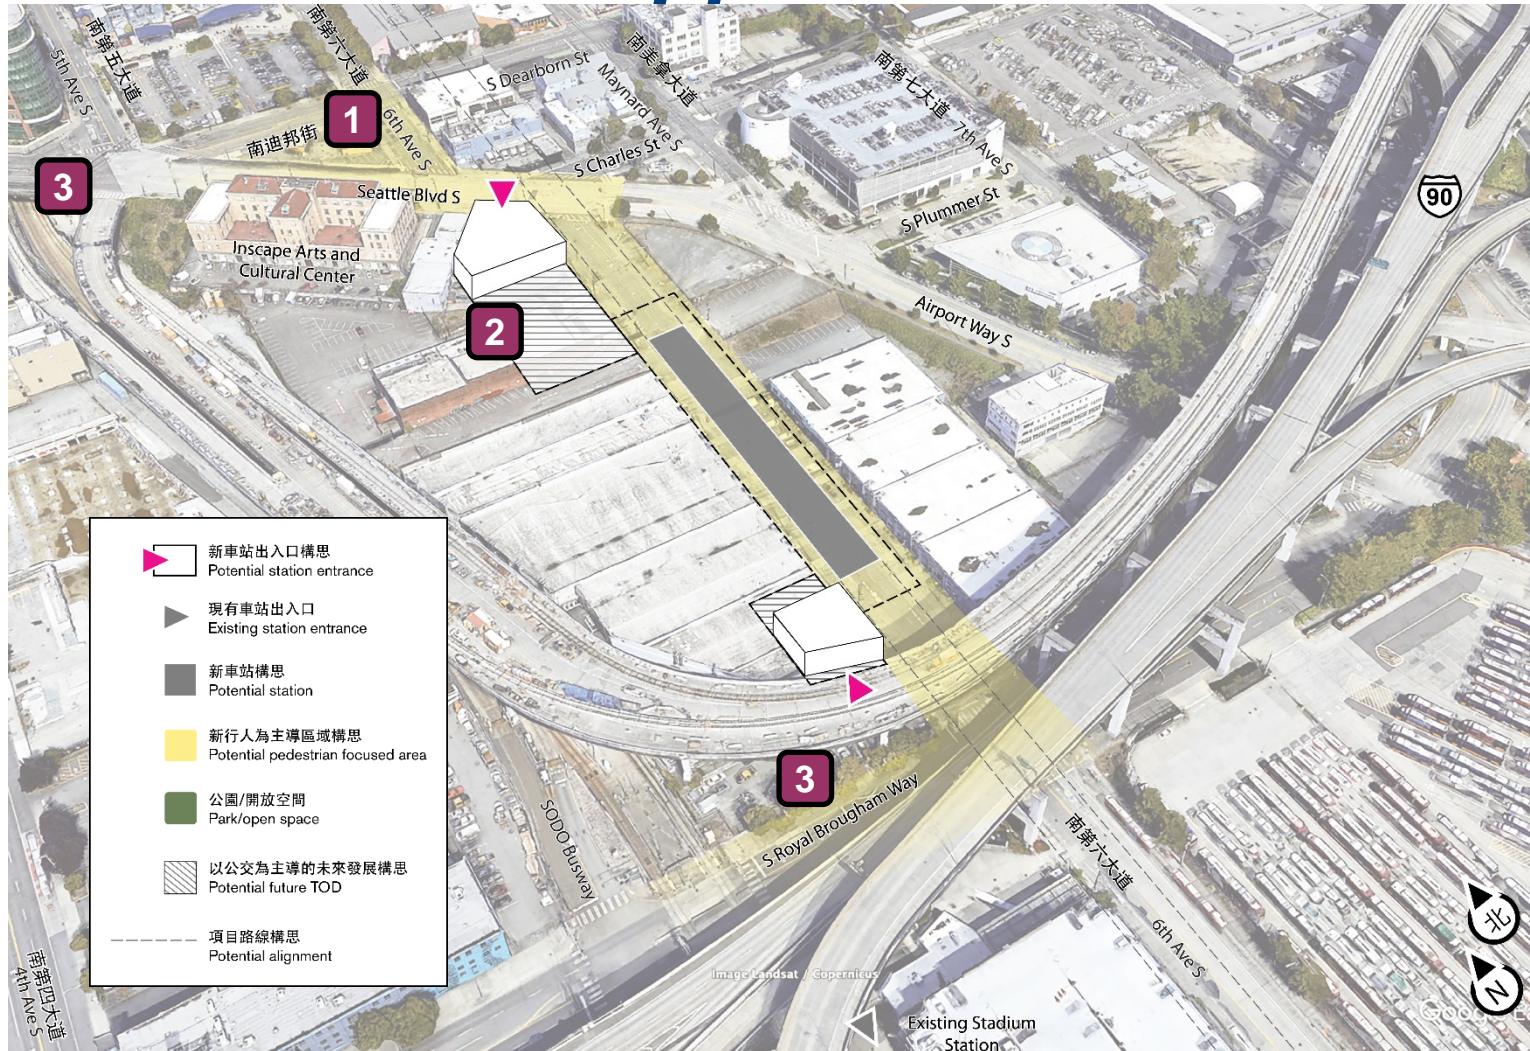 南第五大道
5th Ave S
南第六大道
6th Ave S
1
南迪邦街
S Dearborn St
Maynard Ave S
南美拿大道
南第七大道
7th Ave S
S Charles St
3
Seattle Blvd S
S Plummer St
90
Inscape Arts and
Cultural Center
2
Airport Way S
新車站出入口構思
Potential station entrance
現有車站出入口
Existing station entrance
新車站構思
Potential station
新行人為主導區域構思
Potential pedestrian focused area
公園/開放空間
Park/open space
以公交為主導的未來發展構思
Potential future TOD
項目路線構思
Potential alignment
3
S Royal Brougham Way
SODO Busway
南第六大道
6th Ave S
北
N
南第四大道
4th Ave S
Image Landsat / Copernicus
Existing Stadium
Station